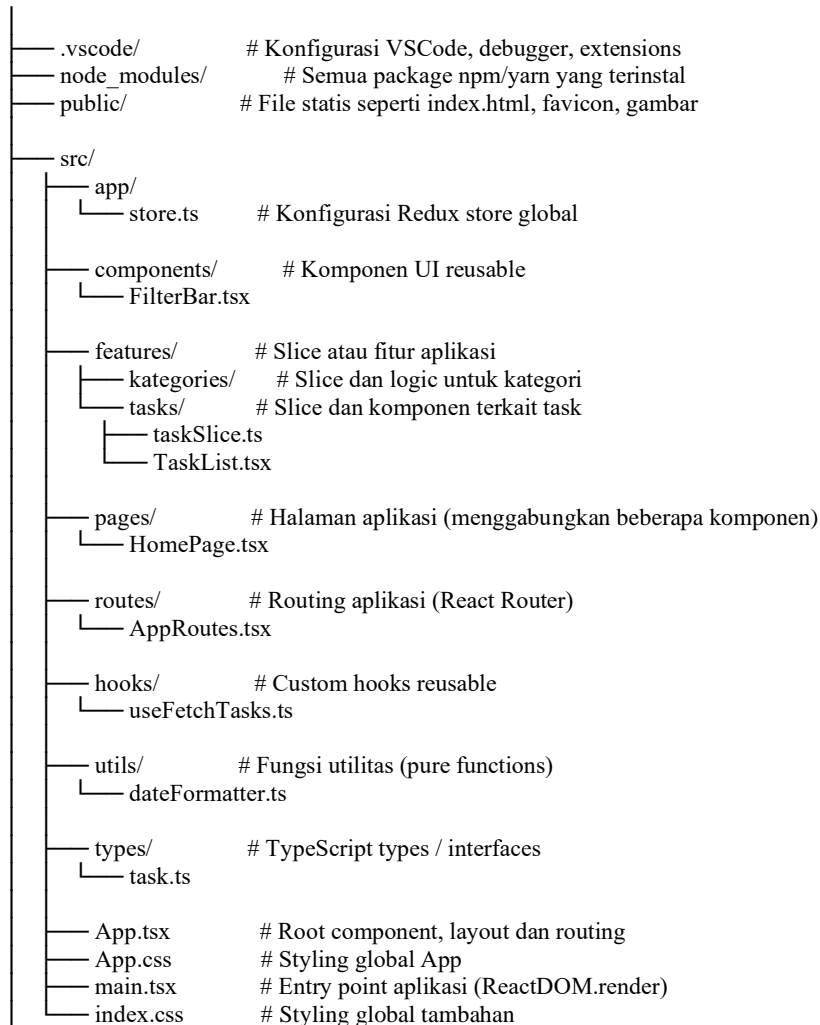 ├── .vscode/ # Konfigurasi VSCode, debugger, extensions
├── node_modules/ # Semua package npm/yarn yang terinstal
├── public/ # File statis seperti index.html, favicon, gambar
├── src/
│ ├── app/
│ │ └── store.ts # Konfigurasi Redux store global
│ ├── components/ # Komponen UI reusable
│ │ └── FilterBar.tsx
│ ├── features/ # Slice atau fitur aplikasi
│ │ ├── kategories/ # Slice dan logic untuk kategori
│ │ └── tasks/ # Slice dan komponen terkait task
│ │ ├── taskSlice.ts
│ │ └── TaskList.tsx
│ ├── pages/ # Halaman aplikasi (menggabungkan beberapa komponen)
│ │ └── HomePage.tsx
│ ├── routes/ # Routing aplikasi (React Router)
│ │ └── AppRoutes.tsx
│ ├── hooks/ # Custom hooks reusable
│ │ └── useFetchTasks.ts
│ ├── utils/ # Fungsi utilitas (pure functions)
│ │ └── dateFormatter.ts
│ ├── types/ # TypeScript types / interfaces
│ │ └── task.ts
│ ├── App.tsx # Root component, layout dan routing
│ ├── App.css # Styling global App
│ ├── main.tsx # Entry point aplikasi (ReactDOM.render)
│ └── index.css # Styling global tambahan